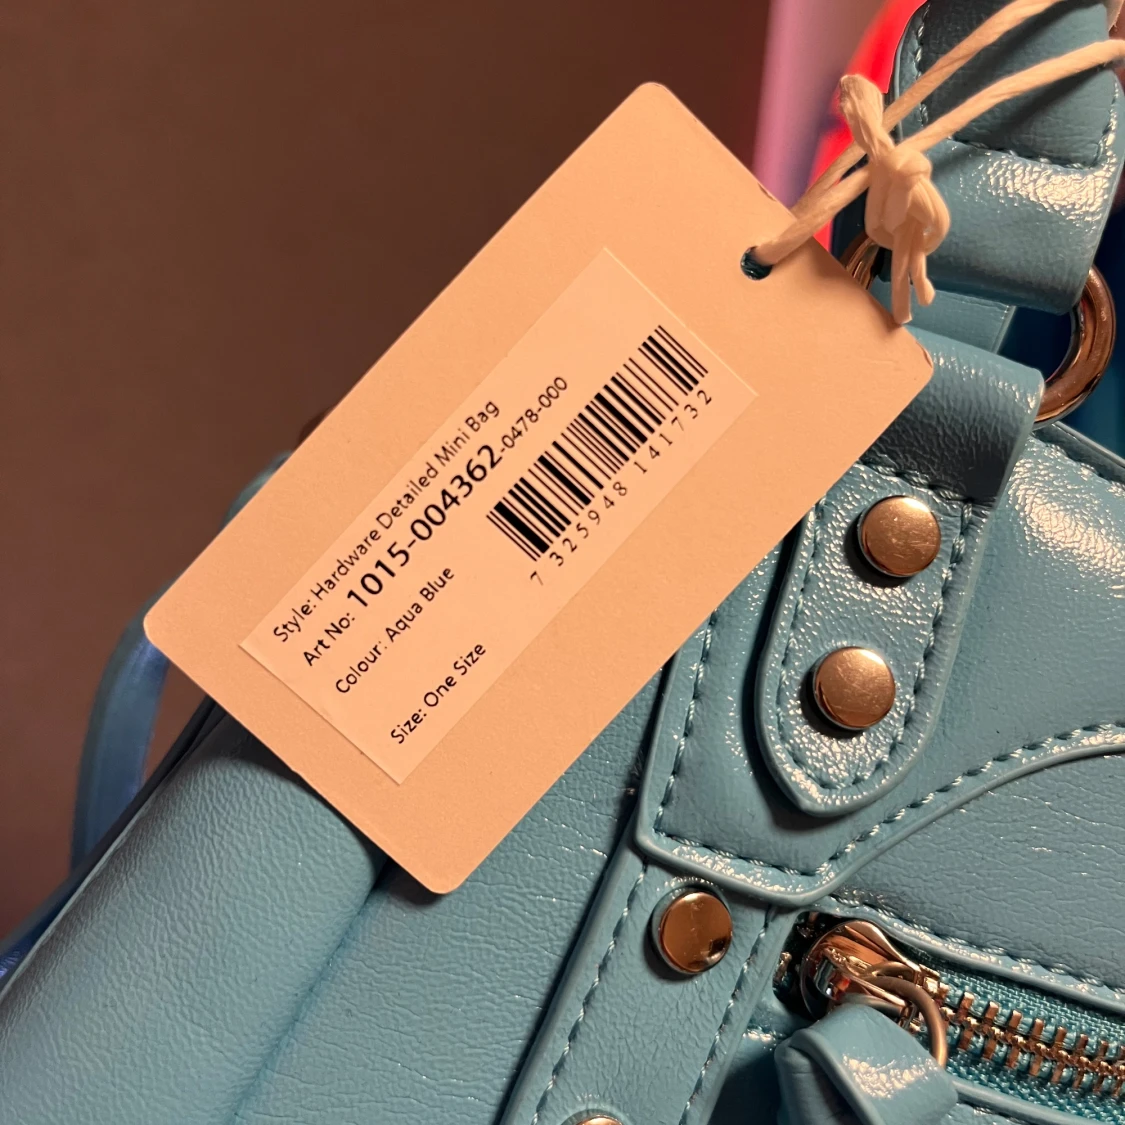 Style: Hardware Detailed Mini Bag
Art No: 1015-004362-0478-000
Colour: Aqua Blue
Size: One Size
7 325948 141732